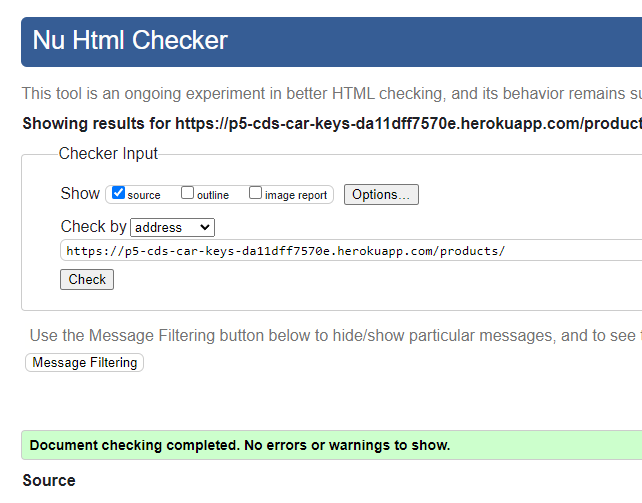 Nu Html Checker
This tool is an ongoing experiment in better HTML checking, and its behavior remains
Showing results for https://p5-cds-car-keys-da11dff7570e.herokuapp.com/product
Checker Input
Show source outline image report Options...
Check by address
https://p5-cds-car-keys-da11dff7570e.herokuapp.com/products/
Check
Use the Message Filtering button below to hide/show particular messages, and to see
Message Filtering
Document checking completed. No errors or warnings to show.
Source